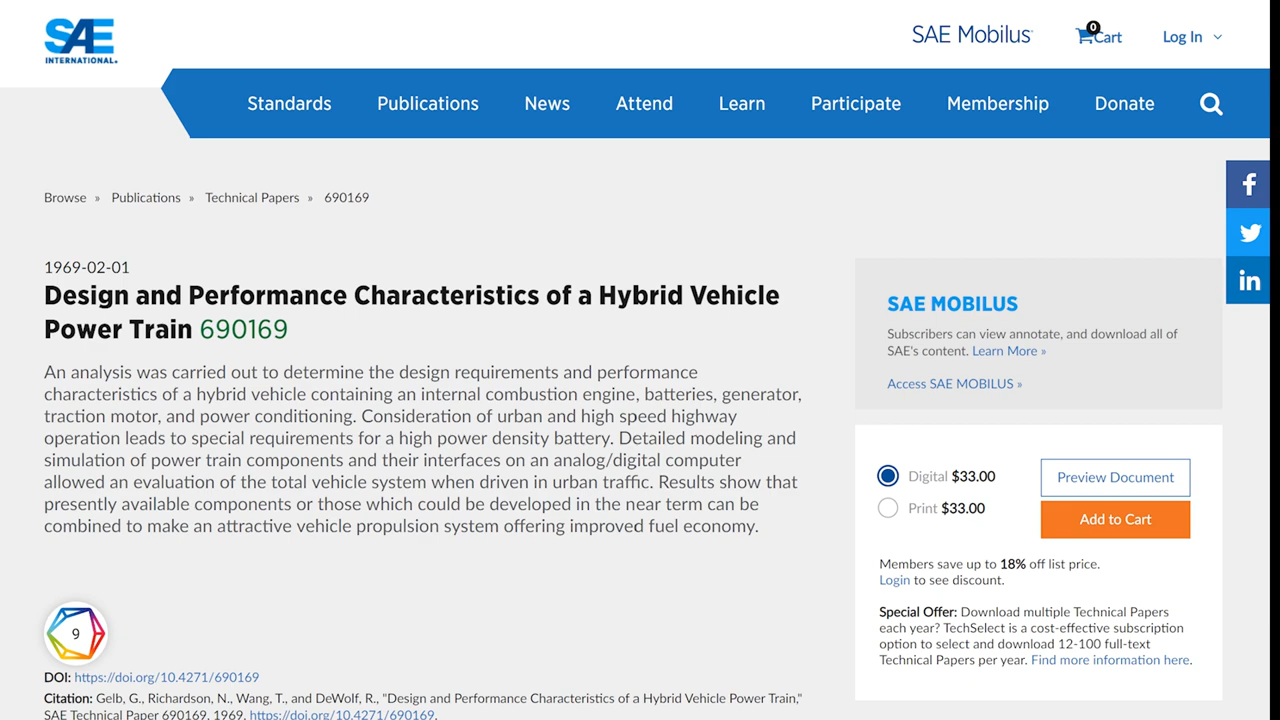 SAE
INTERNATIONAL.
SAE Mobilus
0
Cart
Log In
Standards
Publications
News
Attend
Learn
Participate
Membership
Donate
Browse » Publications » Technical Papers » 690169
1969-02-01
Design and Performance Characteristics of a Hybrid Vehicle
Power Train 690169
An analysis was carried out to determine the design requirements and performance
characteristics of a hybrid vehicle containing an internal combustion engine, batteries, generator,
traction motor, and power conditioning. Consideration of urban and high speed highway
operation leads to special requirements for a high power density battery. Detailed modeling and
simulation of power train components and their interfaces on an analog/digital computer
allowed an evaluation of the total vehicle system when driven in urban traffic. Results show that
presently available components or those which could be developed in the near term can be
combined to make an attractive vehicle propulsion system offering improved fuel economy.
9
DOI: https://doi.org/10.4271/690169
Citation: Gelb, G., Richardson, N., Wang, T., and DeWolf, R., "Design and Performance Characteristics of a Hybrid Vehicle Power Train,"
SAE Technical Paper 690169, 1969, https://doi.org/10.4271/690169.
SAE MOBILUS
Subscribers can view annotate, and download all of
SAE's content. Learn More »
Access SAE MOBILUS »
Digital $33.00
Print $33.00
Preview Document
Add to Cart
Members save up to 18% off list price.
Login to see discount.
Special Offer: Download multiple Technical Papers
each year? TechSelect is a cost-effective subscription
option to select and download 12-100 full-text
Technical Papers per year. Find more information here.
f
in